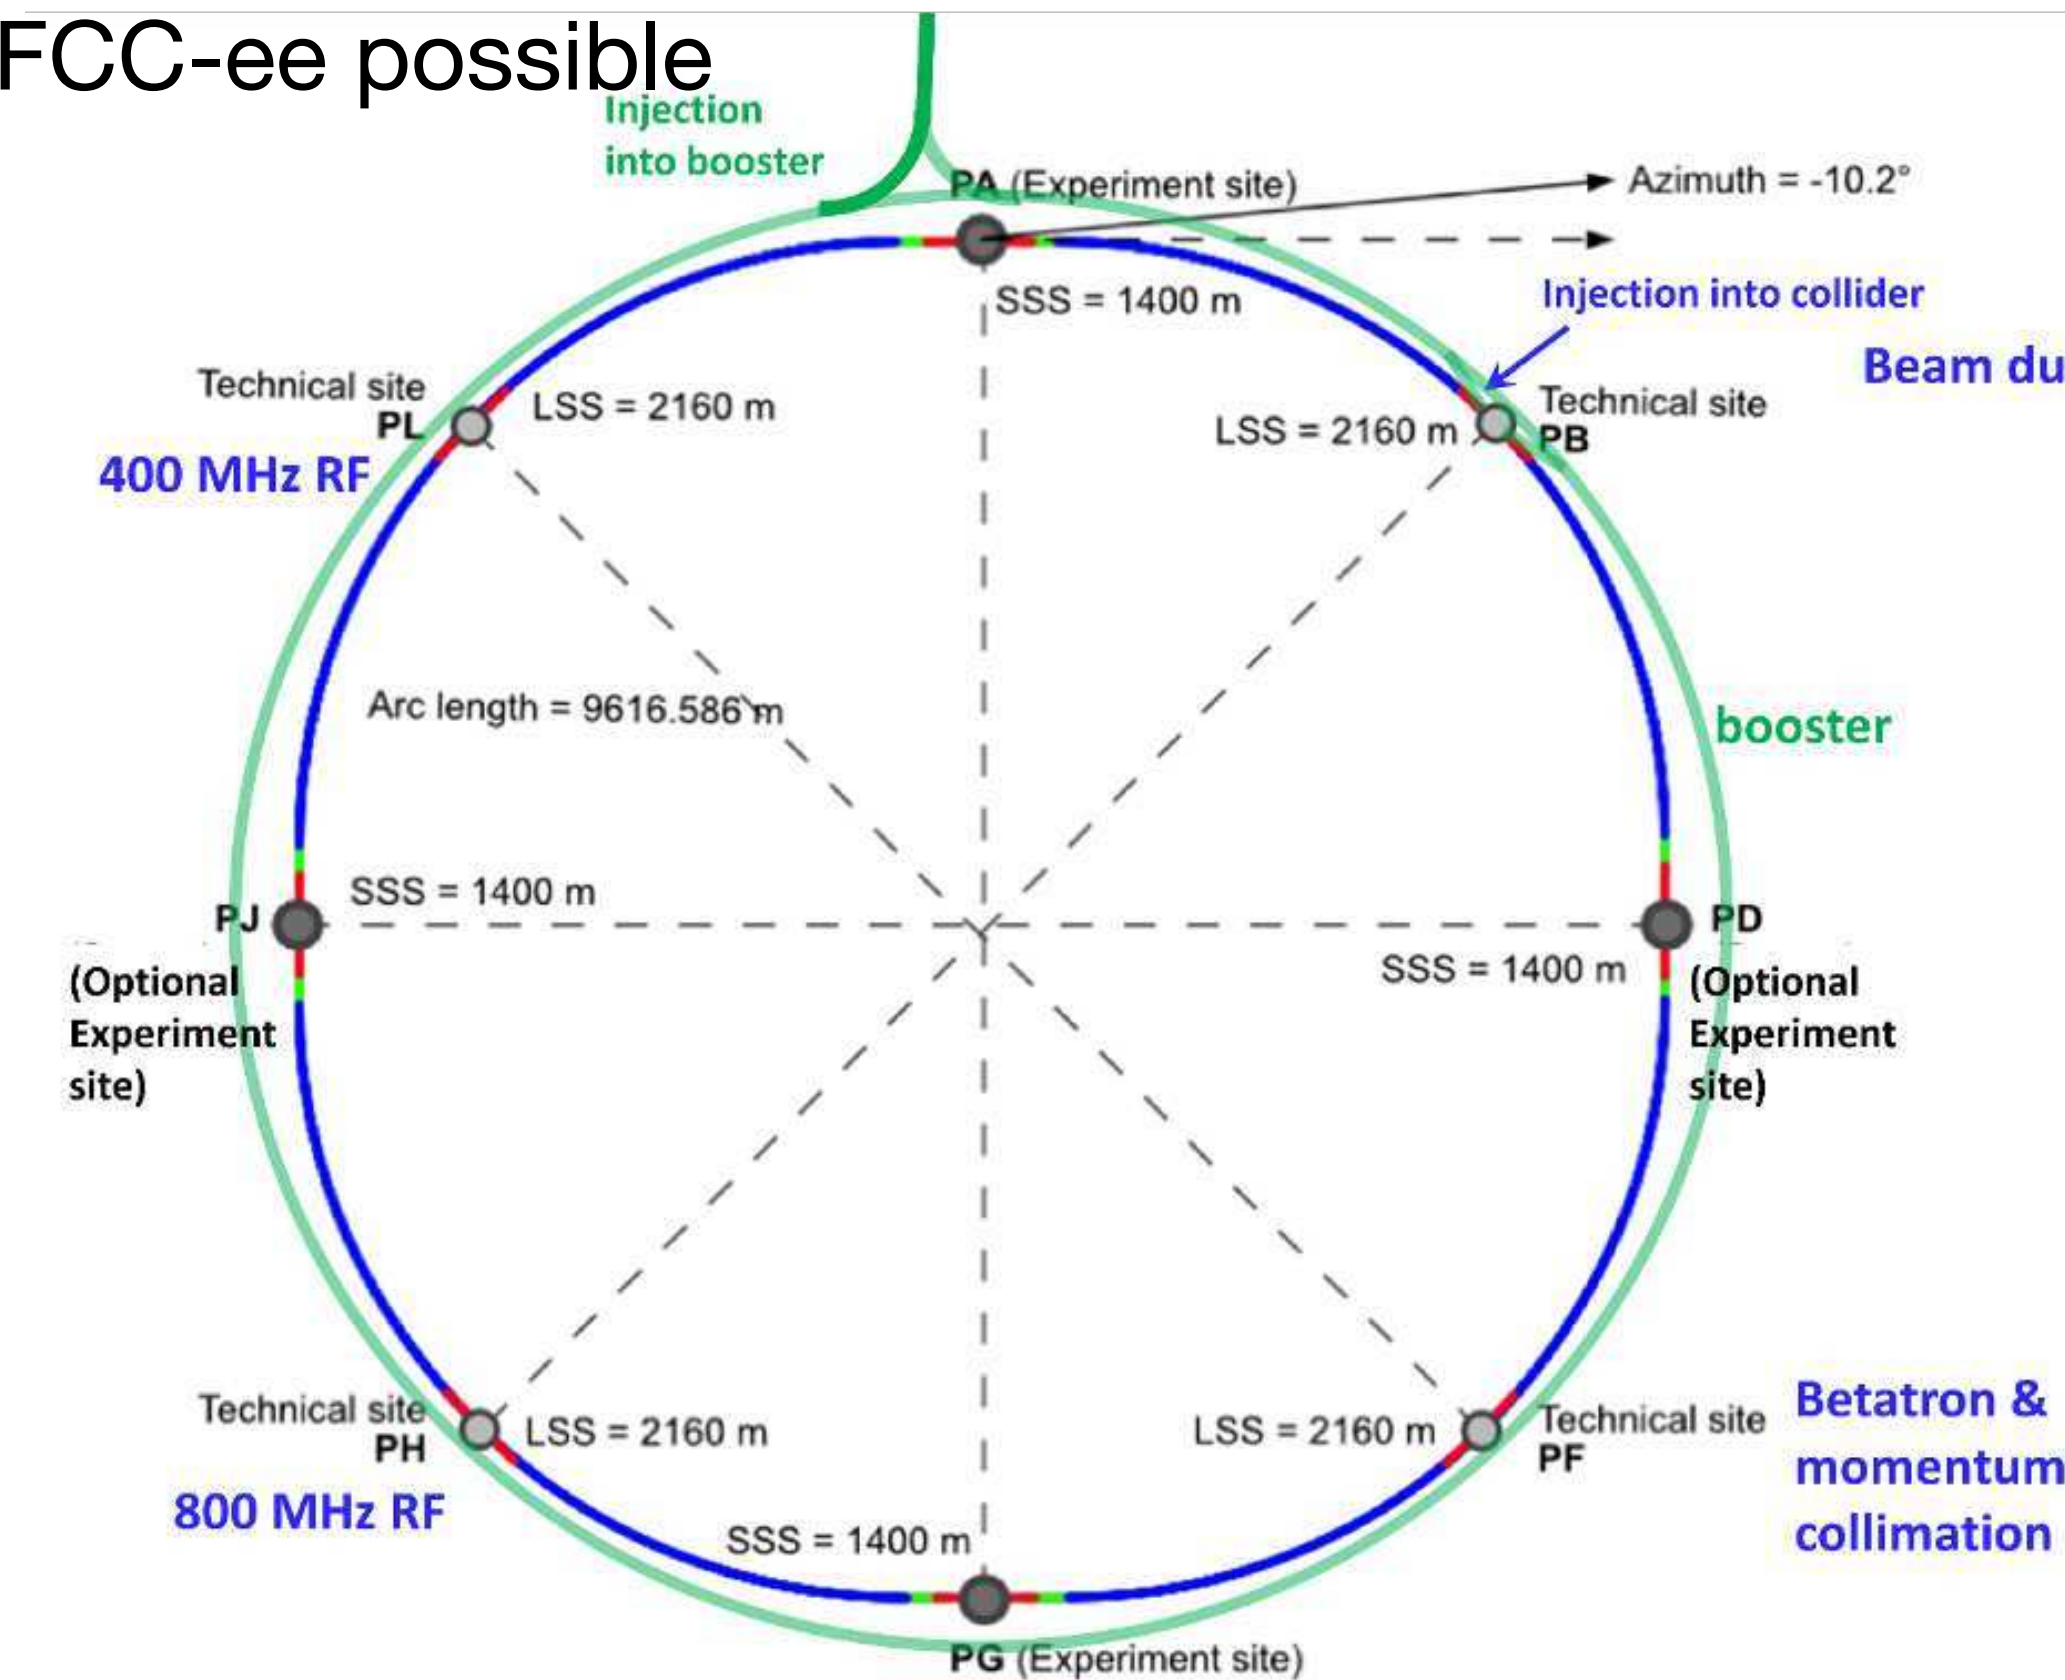 FCC-ee possible
Injection
into booster
PA (Experiment site)
Azimuth = -10.2°
SSS = 1400 m
Injection into collider
Beam du
Technical site
PL
LSS = 2160 m
400 MHz RF
LSS = 2160 m
Technical site
PB
Arc length = 9616.586 m
booster
PJ
SSS = 1400 m
(Optional
Experiment
site)
PD
SSS = 1400 m
(Optional
Experiment
site)
Technical site
PH
LSS = 2160 m
800 MHz RF
LSS = 2160 m
Technical site
PF
Betatron &
momentum
collimation
SSS = 1400 m
PG (Experiment site)